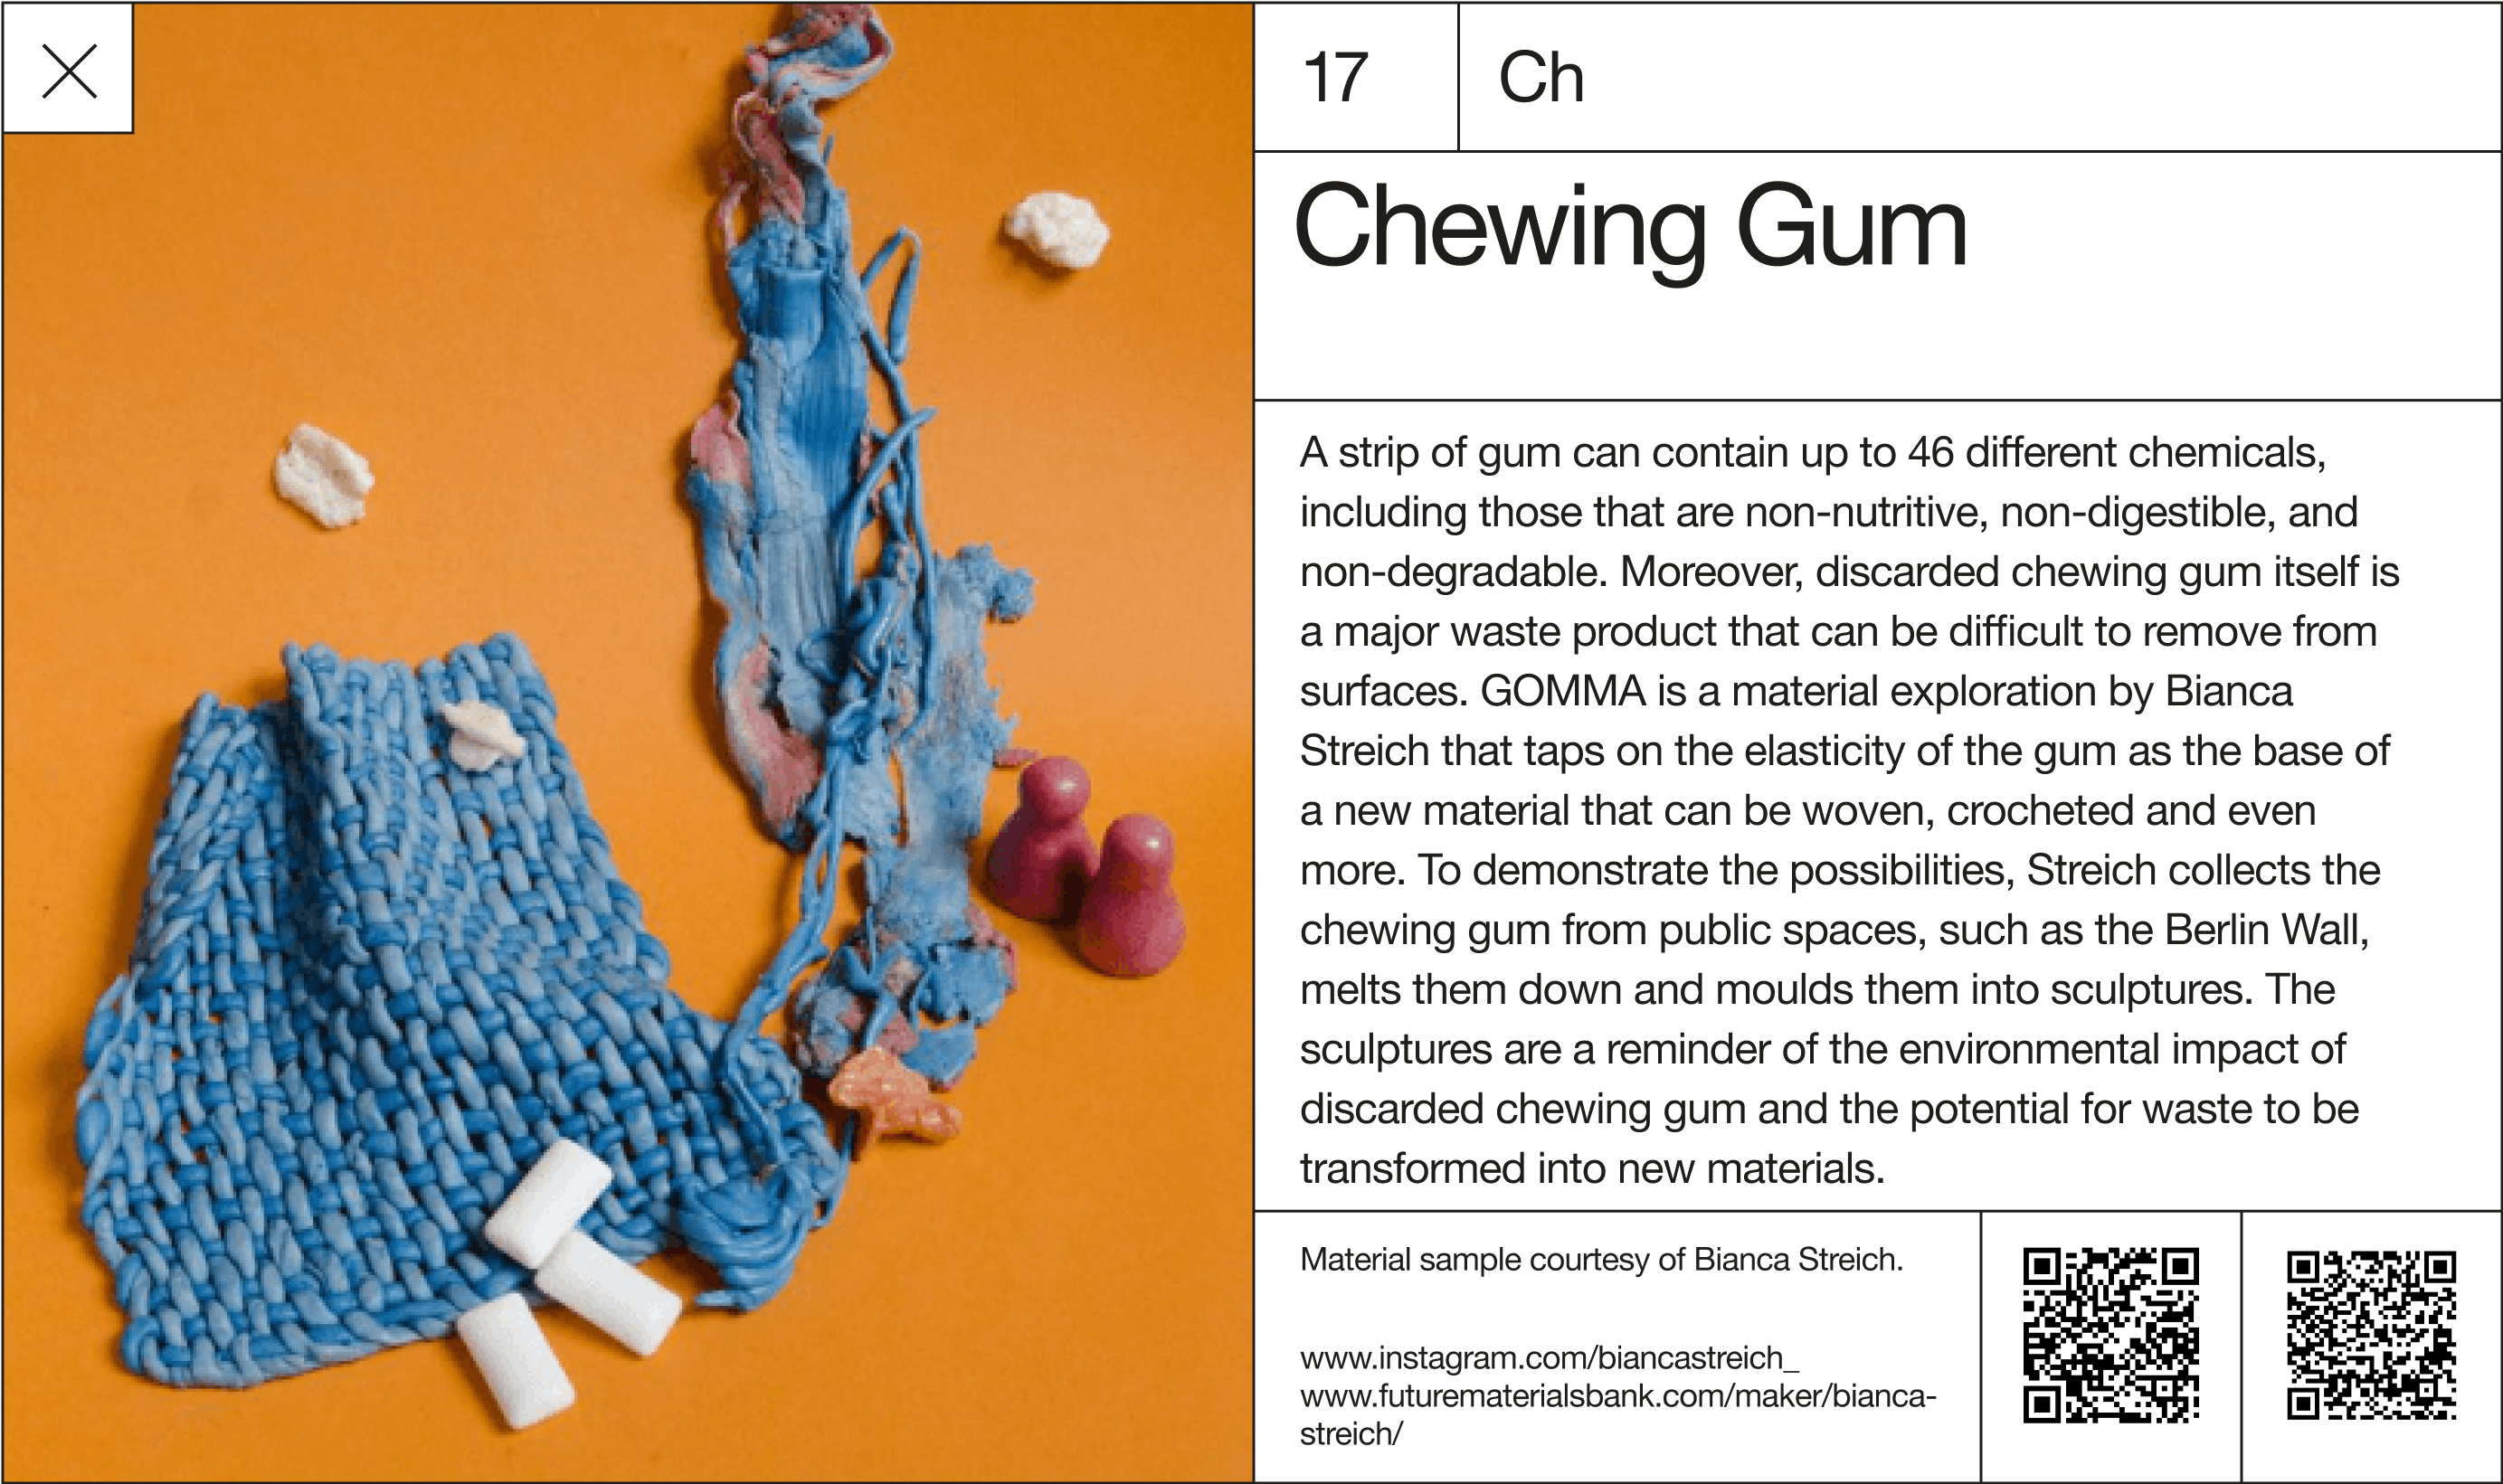 17
Ch
Chewing Gum
A strip of gum can contain up to 46 different chemicals,
including those that are non-nutritive, non-digestible, and
non-degradable. Moreover, discarded chewing gum itself is
a major waste product that can be difficult to remove from
surfaces. GOMMA is a material exploration by Bianca
Streich that taps on the elasticity of the gum as the base of
a new material that can be woven, crocheted and even
more. To demonstrate the possibilities, Streich collects the
chewing gum from public spaces, such as the Berlin Wall,
melts them down and moulds them into sculptures. The
sculptures are a reminder of the environmental impact of
discarded chewing gum and the potential for waste to be
transformed into new materials.
Material sample courtesy of Bianca Streich.
www.instagram.com/biancastreich_
www.futurematerialsbank.com/maker/bianca-
streich/